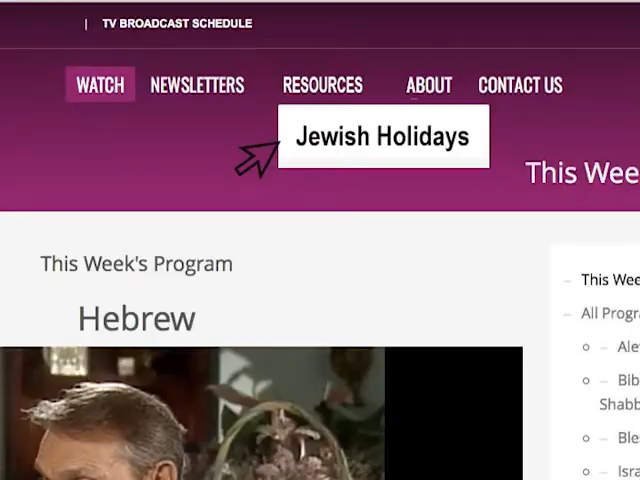 | TV BROADCAST SCHEDULE
WATCH NEWSLETTERS RESOURCES ABOUT CONTACT US
Jewish Holidays
This Wee
This Week's Program
Hebrew
This Wee
All Progra
Ale
Bib
Shabb
Ble
Isra